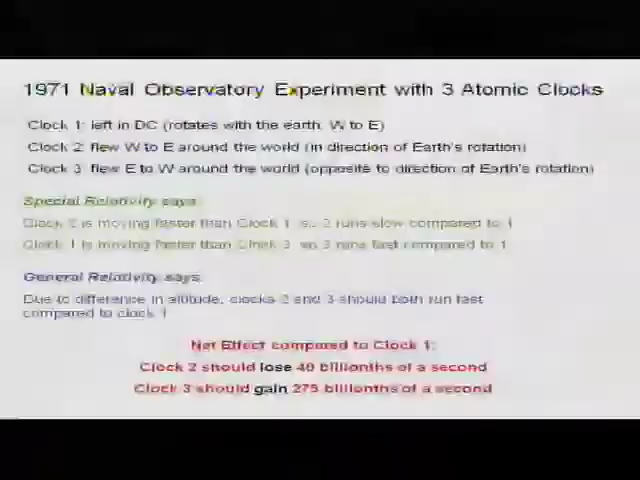 1971 Naval Observatory Experiment with 3 Atomic Clocks
Clock 1: left in DC (rotates with the earth, W to E)
Clock 2: flew W to E around the world (in direction of Earth's rotation)
Clock 3: flew E to W around the world (opposite to direction of Earth's rotation)
Special Relativity says:
Clock 2 is moving faster than Clock 1, so 2 runs slow compared to 1
Clock 1 is moving faster than Clock 3, so 3 runs fast compared to 1
General Relativity says:
Due to difference in altitude, clocks 2 and 3 should both run fast
compared to clock 1
Net Effect compared to Clock 1:
Clock 2 should lose 40 billionths of a second
Clock 3 should gain 275 billionths of a second